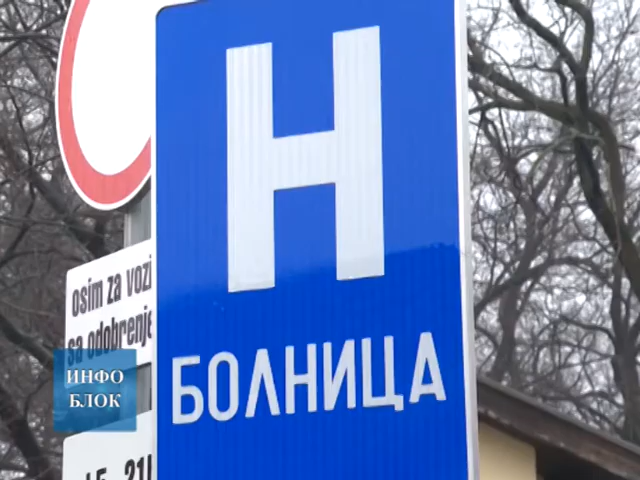 H
БОЛНИЦА
osim za vozi
sa odobrenje
ИНФО
БЛОК